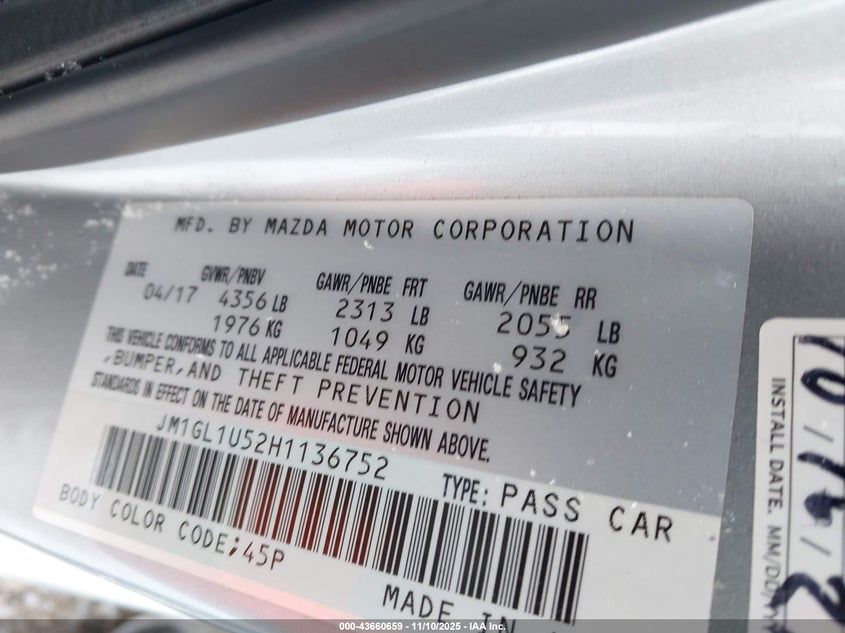 MFD. BY MAZDA MOTOR CORPORATION
DATE GVWR/PNBV GAWR/PNBE FRT GAWR/PNBE RR
04/17 4356 LB 2313 LB 2055 LB
1976 KG 1049 KG 932 KG
THIS VEHICLE CONFORMS TO ALL APPLICABLE FEDERAL MOTOR VEHICLE SAFETY
,BUMPER,AND THEFT PREVENTION
STANDARDS IN EFFECT ON THE DATE OF MANUFACTURE SHOWN ABOVE.
JM1GL1U52H1136752
TYPE: PASS CAR
BODY COLOR CODE;45P
MADE IN
INSTALL DATE. MM/DD/YY
000-43660659 - 11/10/2025 - IAA Inc.